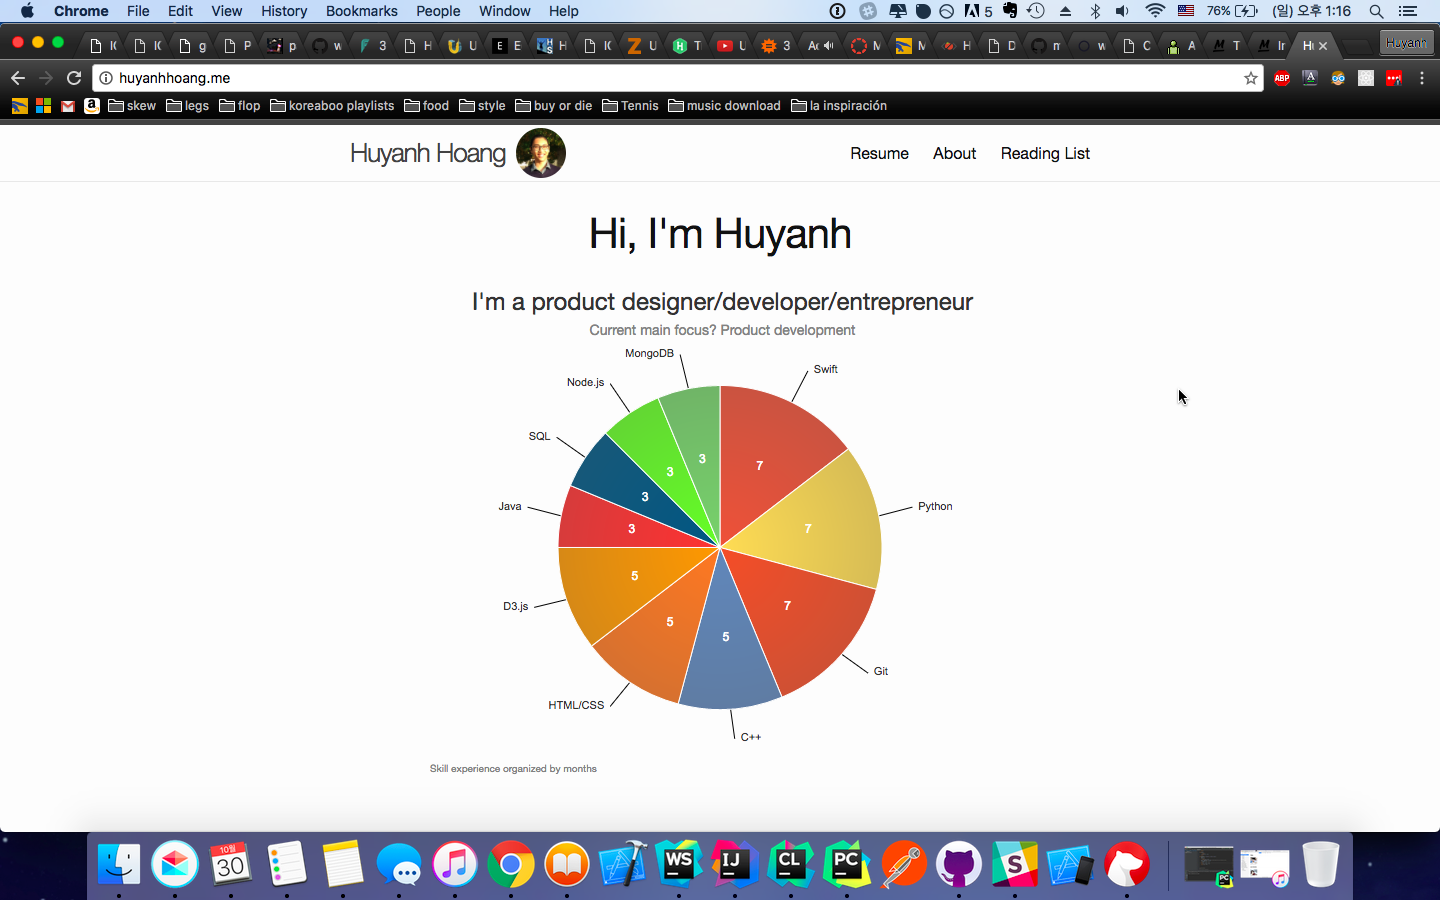 Chrome File Edit View History Bookmarks People Window Help 5 76% (일) 오후 1:16
Huyanh
huyanhhoang.me ABP
skew legs flop koreaboo playlists food style buy or die Tennis music download la inspiración
Huyanh Hoang Resume About Reading List
Hi, I'm Huyanh
I'm a product designer/developer/entrepreneur
Current main focus? Product development
MongoDB
Swift
Node.js
SQL
Java
Python
D3.js
Git
HTML/CSS
C++
3
7
3
3
3
7
5
7
5
5
Skill experience organized by months
10월
30
WS
IJ
CL
PC
S